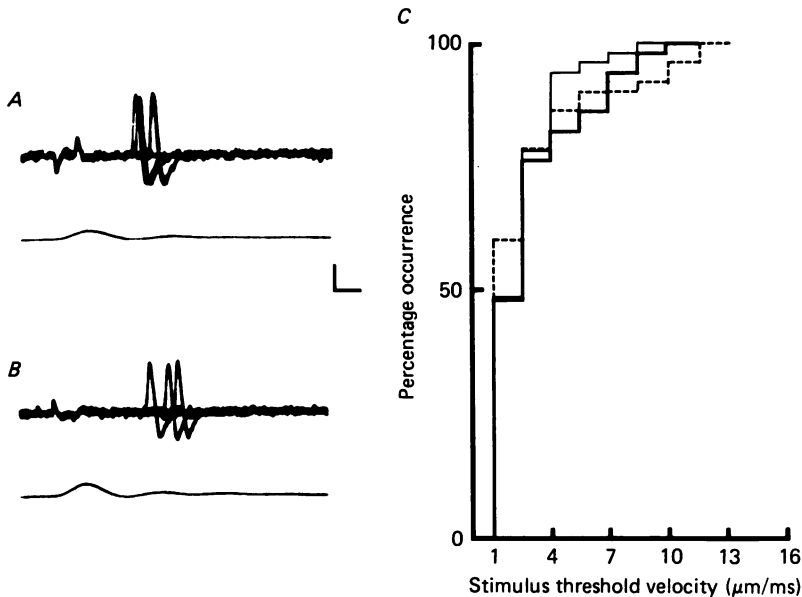 A
B
C
100
50
0
Percentage occurrence
1 4 7 10 13 16
Stimulus threshold velocity (μm/ms)